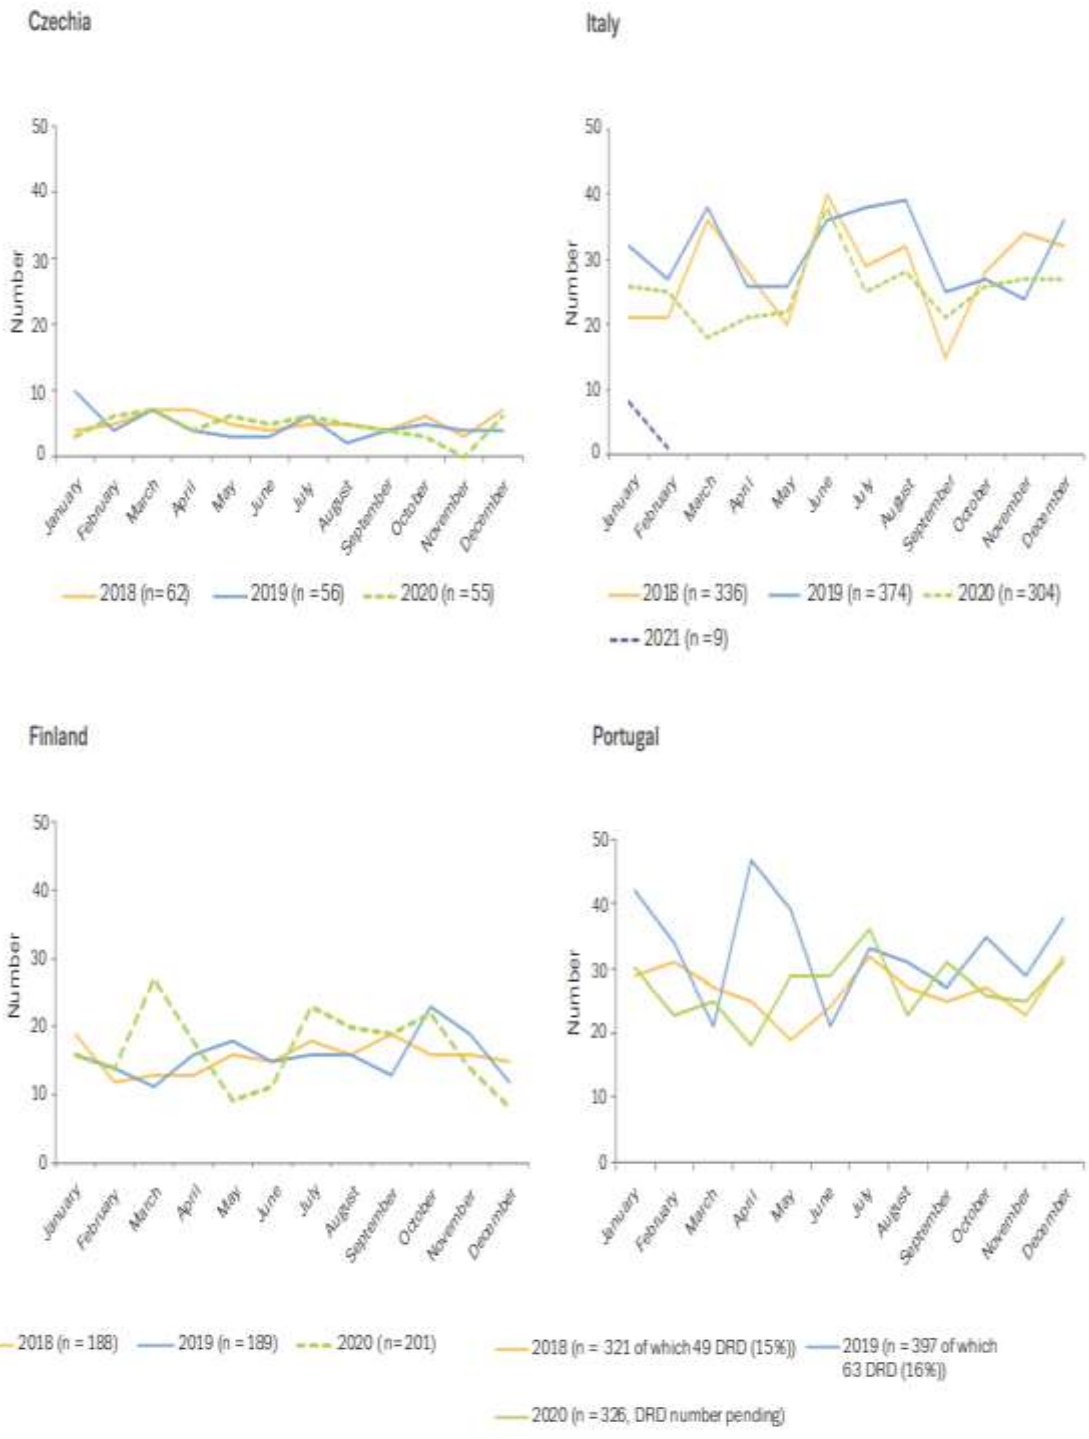 Czechia
50
40
30
20
10
0
Number
January
February
March
April
May
June
July
August
September
October
November
December
2018 (n= 62)
2019 (n = 56)
2020 (n = 55)
Italy
50
40
30
20
10
0
Number
January
February
March
April
May
June
July
August
September
October
November
December
2018 (n = 336)
2019 (n = 374)
2020 (n = 304)
2021 (n = 9)
Finland
50
40
30
20
10
0
Number
January
February
March
April
May
June
July
August
September
October
November
December
2018 (n = 188)
2019 (n = 189)
2020 (n=201)
Portugal
50
40
30
20
10
0
Number
January
February
March
April
May
June
July
August
September
October
November
December
2018 (n = 321 of which 49 DRD (15%))
2019 (n = 397 of which
63 DRD (16%))
2020 (n = 326, DRD number pending)